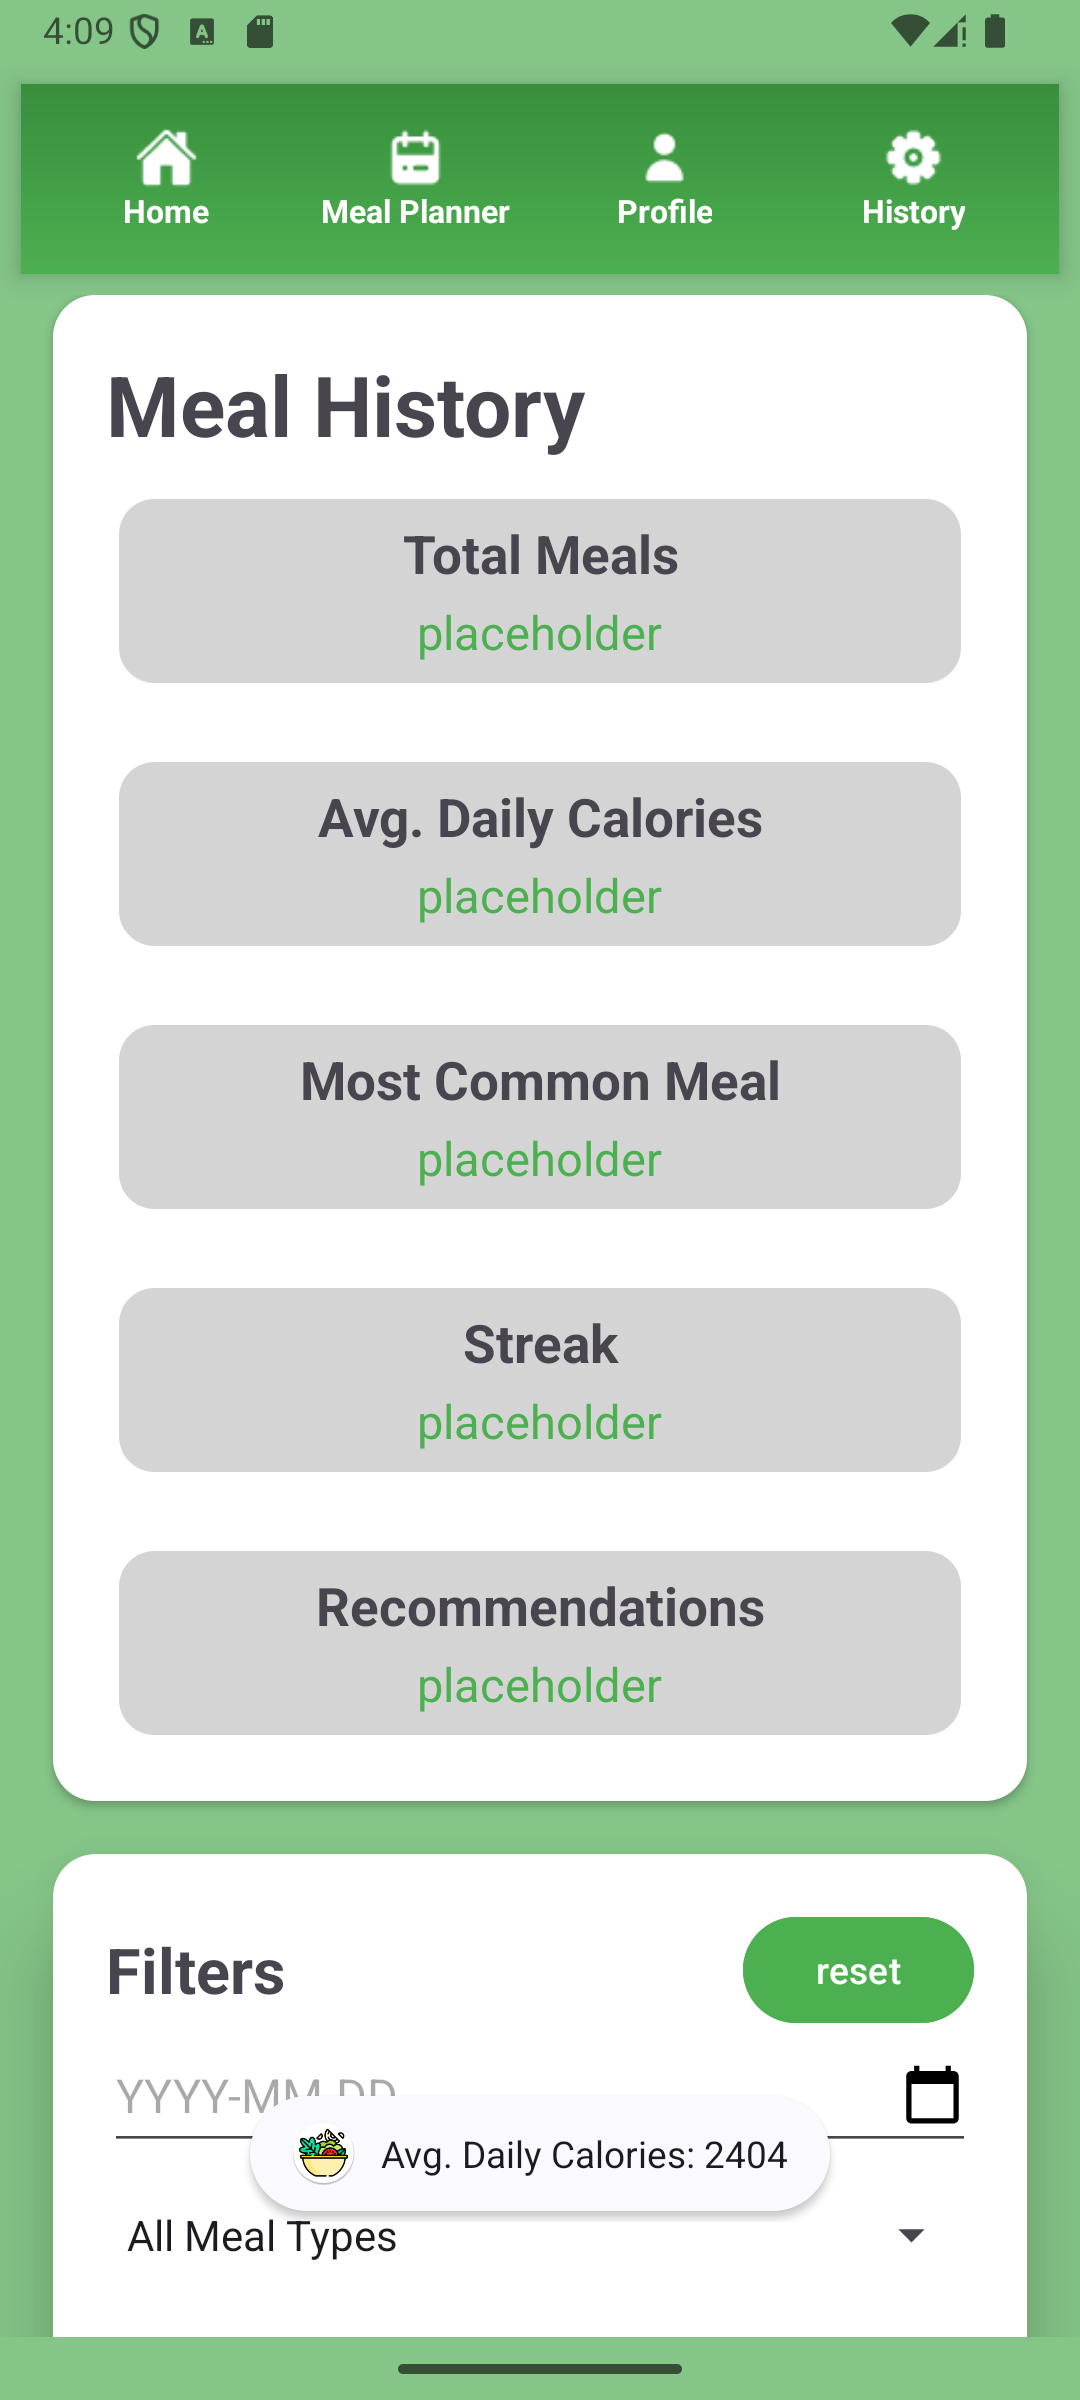 4:09
Home
Meal Planner
Profile
History
Meal History
Total Meals
placeholder
Avg. Daily Calories
placeholder
Most Common Meal
placeholder
Streak
placeholder
Recommendations
placeholder
Filters
reset
YYYY-MM-DD
Avg. Daily Calories: 2404
All Meal Types